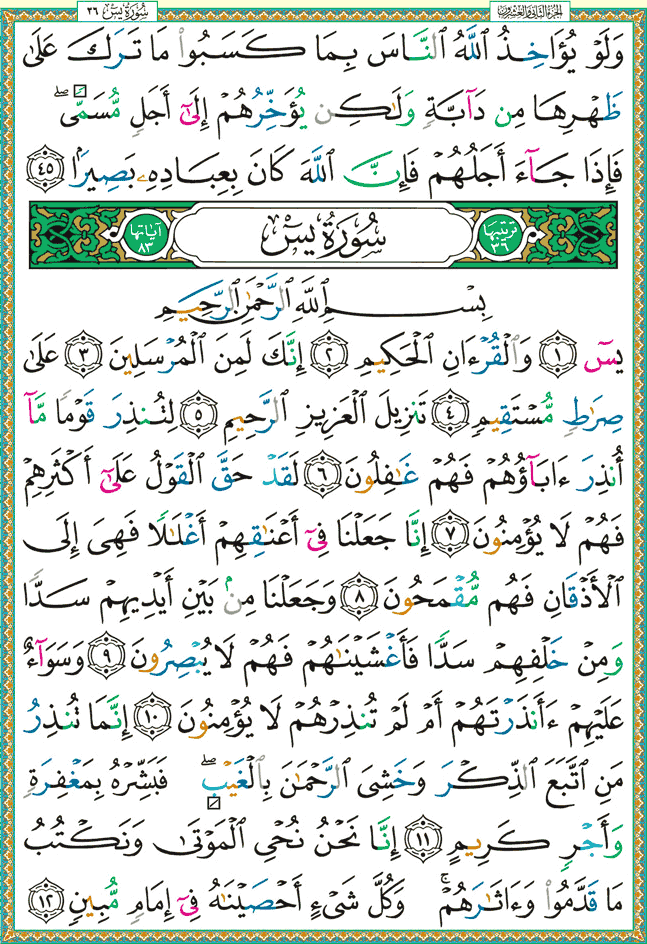 سُورَةُ يسٓ ٣٦
الجزء الثاني والعشرون
وَلَوْ يُؤَاخِذُ ٱللَّهُ ٱلنَّاسَ بِمَا كَسَبُوا۟ مَا تَرَكَ عَلَىٰ
ظَهْرِهَا مِن دَآبَّةٍ وَلَـٰكِن يُؤَخِّرُهُمْ إِلَىٰٓ أَجَلٍ مُّسَمًّى ۖ
فَإِذَا جَآءَ أَجَلُهُمْ فَإِنَّ ٱللَّهَ كَانَ بِعِبَادِهِۦ بَصِيرًۢا ٤٥
ترتيبها ٣٦ سُورَةُ يسٓ آياتها ٨٣
بِسْمِ ٱللَّهِ ٱلرَّحْمَـٰنِ ٱلرَّحِيمِ
يسٓ ١ وَٱلْقُرْءَانِ ٱلْحَكِيمِ ٢ إِنَّكَ لَمِنَ ٱلْمُرْسَلِينَ ٣ عَلَىٰ
صِرَٰطٍ مُّسْتَقِيمٍ ٤ تَنزِيلَ ٱلْعَزِيزِ ٱلرَّحِيمِ ٥ لِتُنذِرَ قَوْمًا مَّآ
أُنذِرَ ءَابَآؤُهُمْ فَهُمْ غَـٰفِلُونَ ٦ لَقَدْ حَقَّ ٱلْقَوْلُ عَلَىٰٓ أَكْثَرِهِمْ
فَهُمْ لَا يُؤْمِنُونَ ٧ إِنَّا جَعَلْنَا فِىٓ أَعْنَـٰقِهِمْ أَغْلَـٰلًا فَهِىَ إِلَى
ٱلْأَذْقَانِ فَهُم مُّقْمَحُونَ ٨ وَجَعَلْنَا مِنۢ بَيْنِ أَيْدِيهِمْ سَدًّا
وَمِنْ خَلْفِهِمْ سَدًّا فَأَغْشَيْنَـٰهُمْ فَهُمْ لَا يُبْصِرُونَ ٩ وَسَوَآءٌ
عَلَيْهِمْ ءَأَنذَرْتَهُمْ أَمْ لَمْ تُنذِرْهُمْ لَا يُؤْمِنُونَ ١٠ إِنَّمَا تُنذِرُ
مَنِ ٱتَّبَعَ ٱلذِّكْرَ وَخَشِىَ ٱلرَّحْمَـٰنَ بِٱلْغَيْبِ ۖ فَبَشِّرْهُ بِمَغْفِرَةٍ
وَأَجْرٍ كَرِيمٍ ١١ إِنَّا نَحْنُ نُحْىِ ٱلْمَوْتَىٰ وَنَكْتُبُ
مَا قَدَّمُوا۟ وَءَاثَـٰرَهُمْ ۚ وَكُلَّ شَىْءٍ أَحْصَيْنَـٰهُ فِىٓ إِمَامٍ مُّبِينٍ ١٢